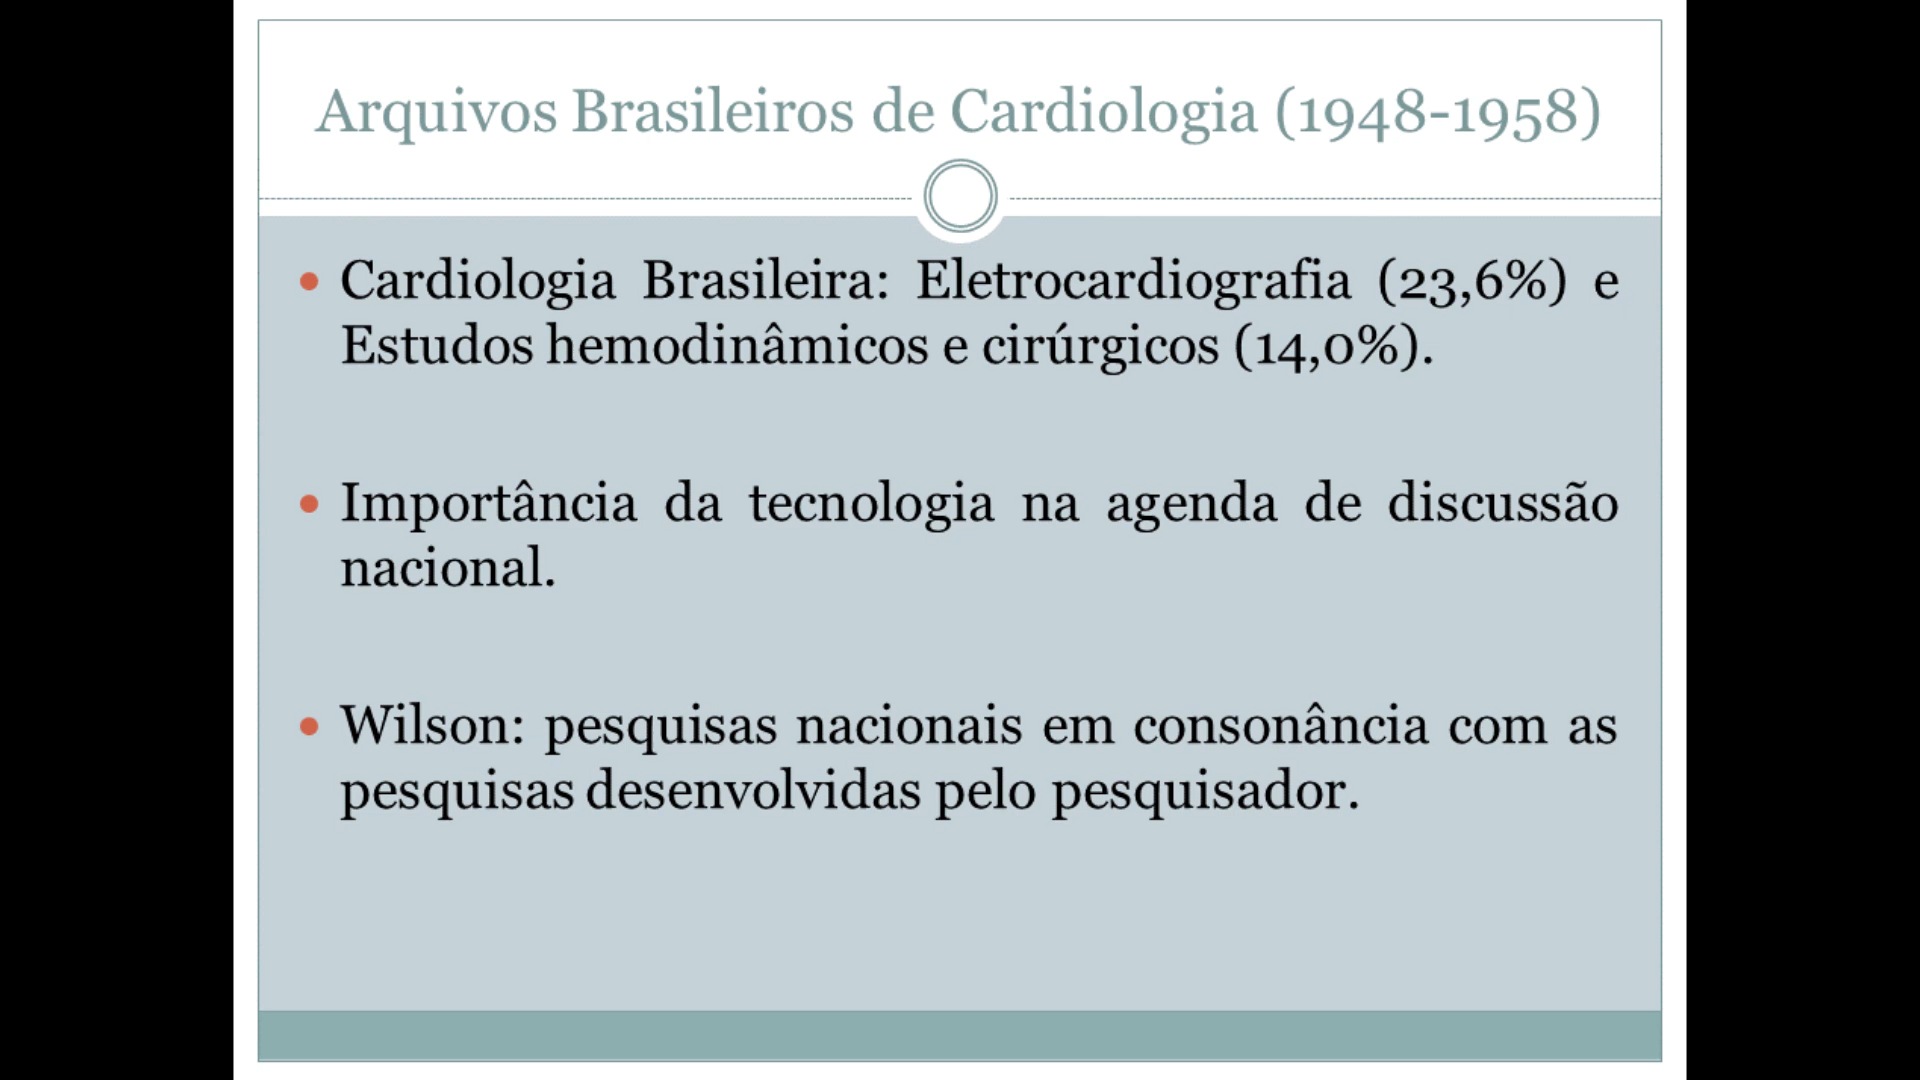 Arquivos Brasileiros de Cardiologia (1948-1958)
• Cardiologia Brasileira: Eletrocardiografia (23,6%) e
Estudos hemodinâmicos e cirúrgicos (14,0%).
• Importância da tecnologia na agenda de discussão
nacional.
• Wilson: pesquisas nacionais em consonância com as
pesquisas desenvolvidas pelo pesquisador.